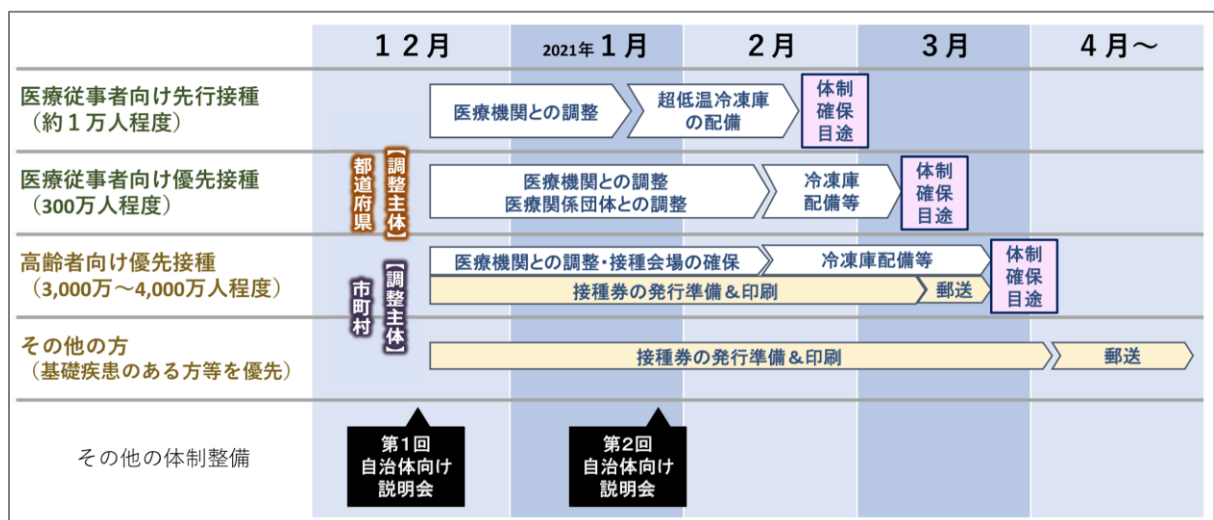 12月
2021年 1月
2月
3月
4月～
医療従事者向け先行接種
（約１万人程度）
医療機関との調整
超低温冷凍庫
の配備
体制
確保
目途
医療従事者向け優先接種
（300万人程度）
【調整主体】
都道府県
医療機関との調整
医療関係団体との調整
冷凍庫
配備等
体制
確保
目途
高齢者向け優先接種
（3,000万～4,000万人程度）
【調整主体】
市町村
医療機関との調整・接種会場の確保
冷凍庫配備等
接種券の発行準備＆印刷
郵送
体制
確保
目途
その他の方
（基礎疾患のある方等を優先）
接種券の発行準備＆印刷
郵送
その他の体制整備
第1回
自治体向け
説明会
第2回
自治体向け
説明会